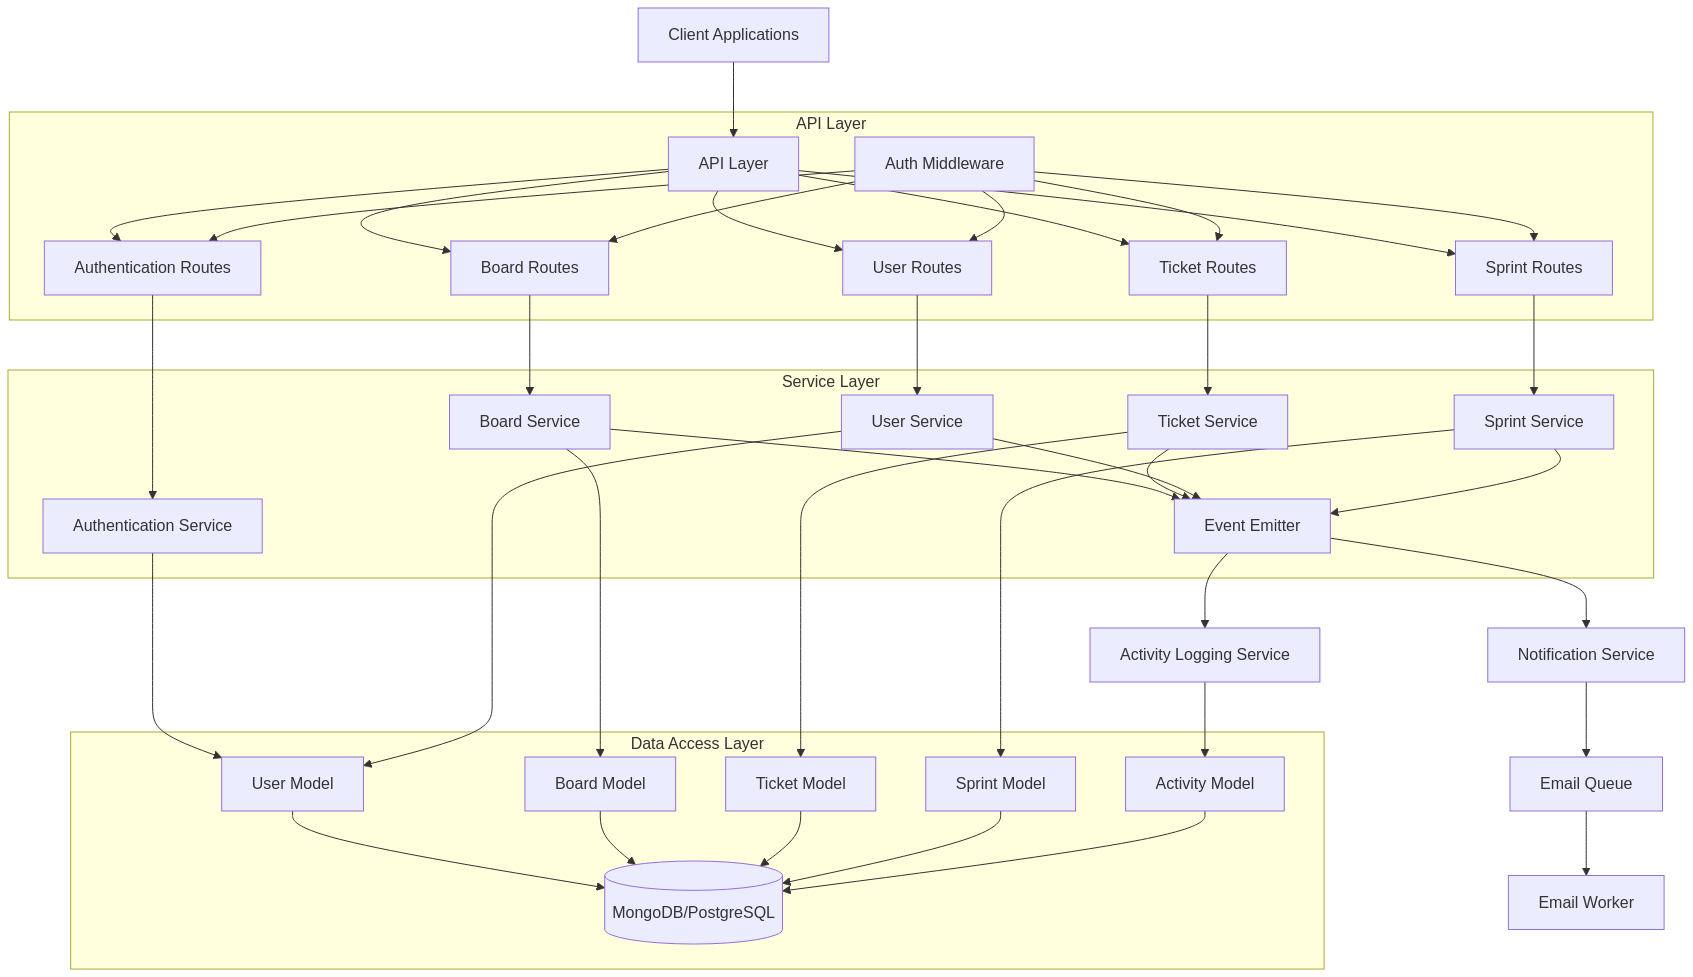 Client Applications
API Layer
API Layer
Auth Middleware
Authentication Routes
Board Routes
User Routes
Ticket Routes
Sprint Routes
Service Layer
Board Service
User Service
Ticket Service
Sprint Service
Authentication Service
Event Emitter
Activity Logging Service
Notification Service
Data Access Layer
User Model
Board Model
Ticket Model
Sprint Model
Activity Model
Email Queue
MongoDB/PostgreSQL
Email Worker